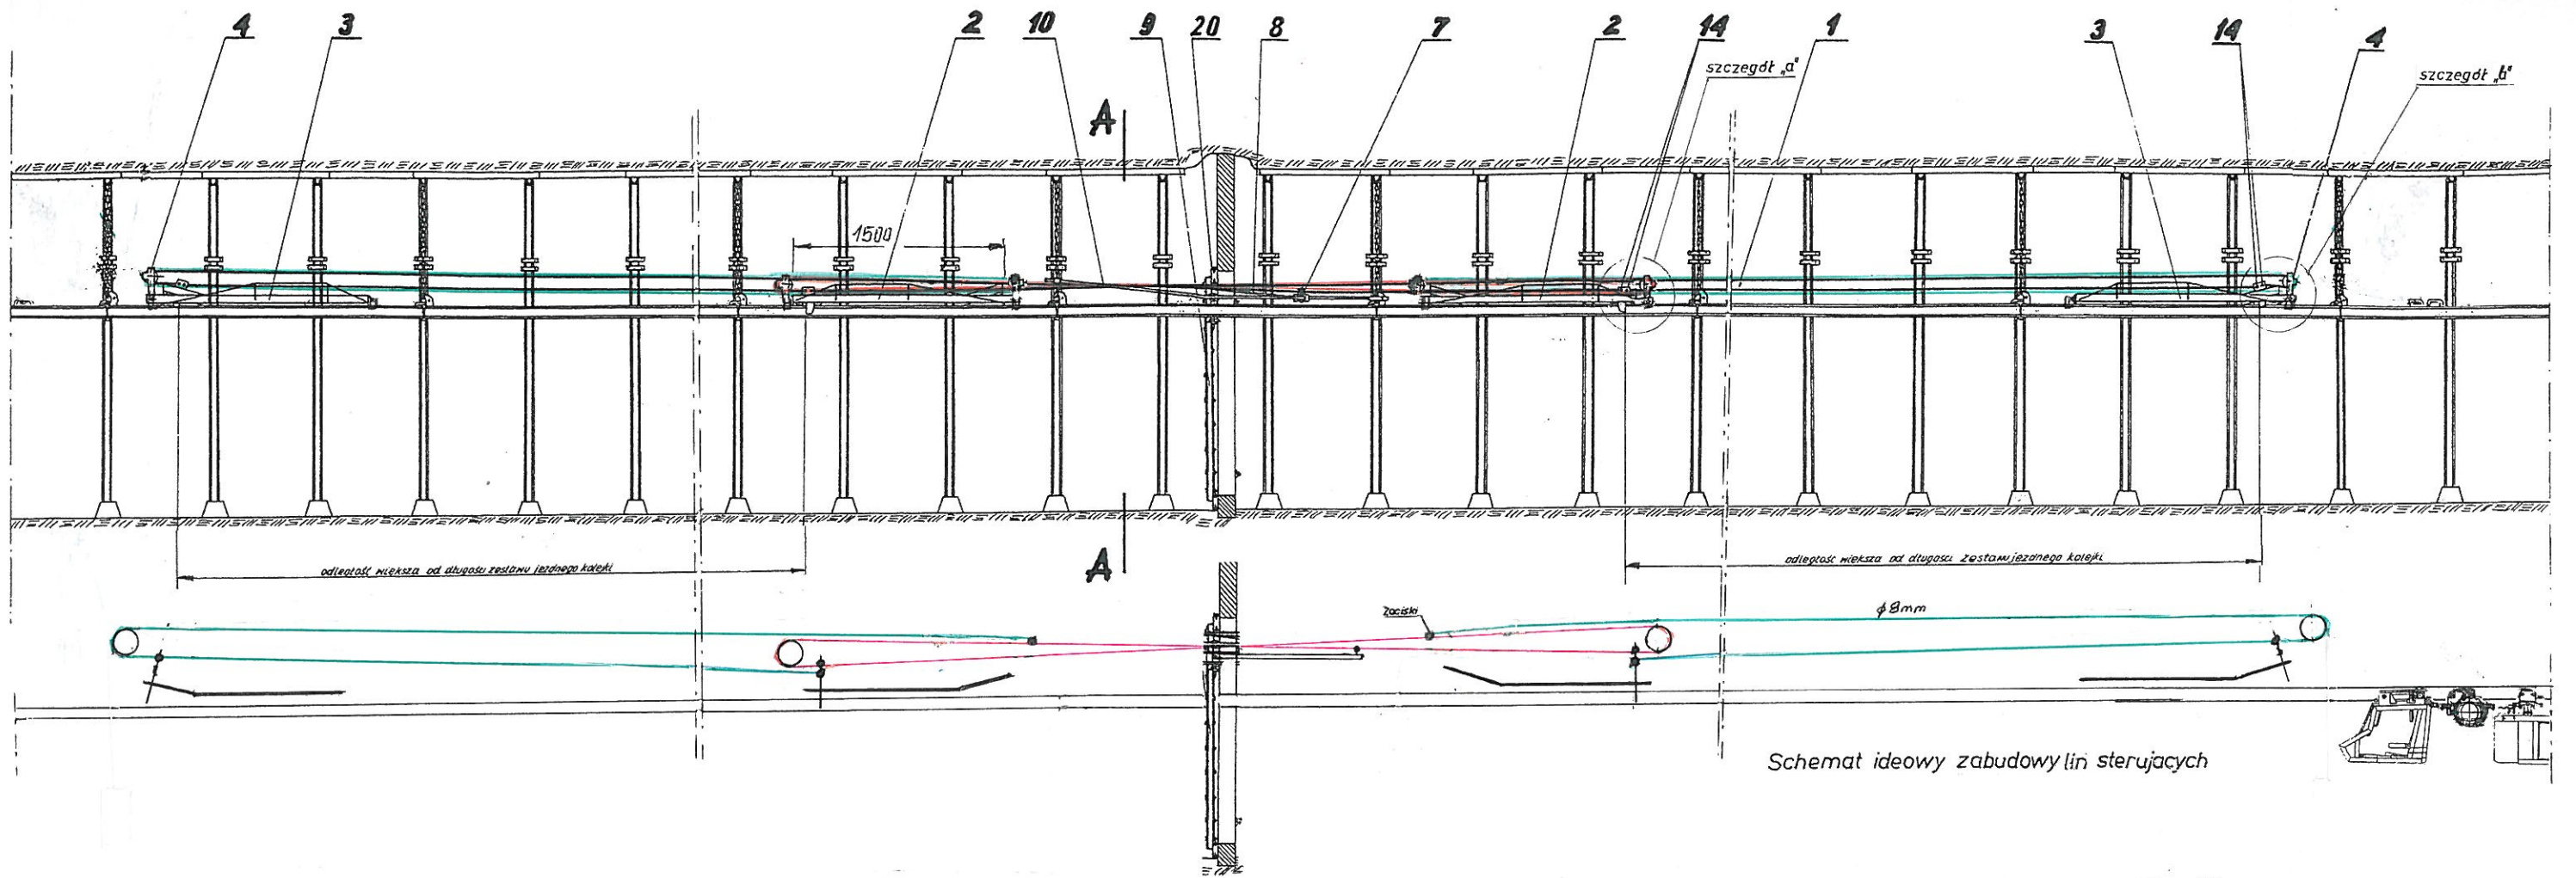 4 3 2 10 9 20 8 7 2 14 1 3 14 4
szczegół „a"
szczegół „b"
A
1500
A
odległość większa od długości zestawu jezdnego kolejki
odległość większa od długości zestawu jezdnego kolejki
Zaciski
ϕ8mm
Schemat ideowy zabudowy lin sterujących